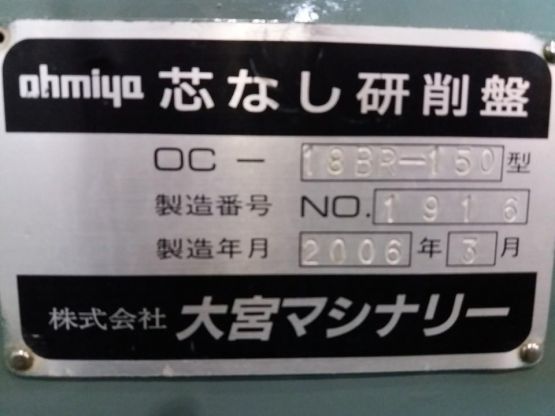 ohmiya 芯なし研削盤
OC－18BR-150型
製造番号 NO.1916
製造年月 2006年3月
株式会社 大宮マシナリー